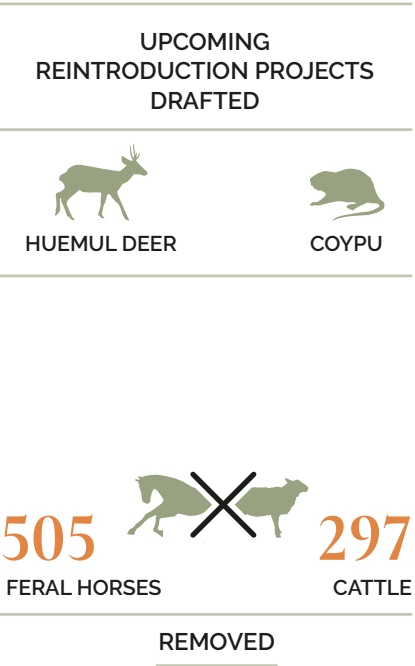 UPCOMING
REINTRODUCTION PROJECTS
DRAFTED
HUEMUL DEER
COYPU
505
297
FERAL HORSES
CATTLE
REMOVED